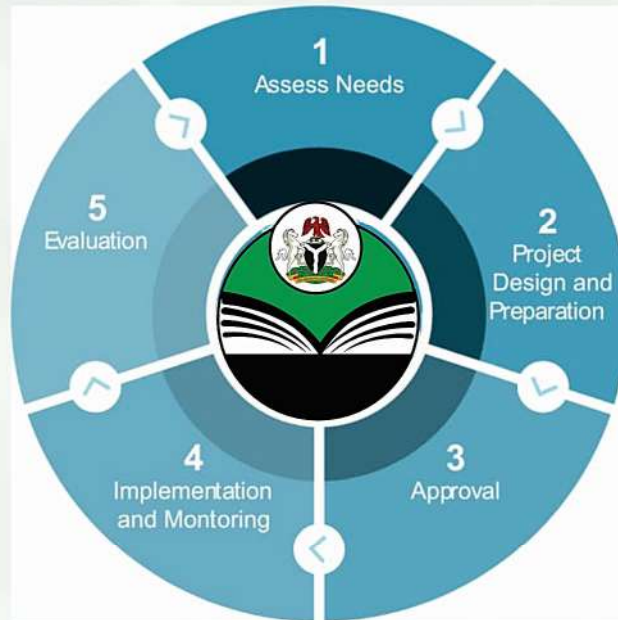 1
Assess Needs
2
Project
Design and
Preparation
3
Approval
4
Implementation
and Montoring
5
Evaluation